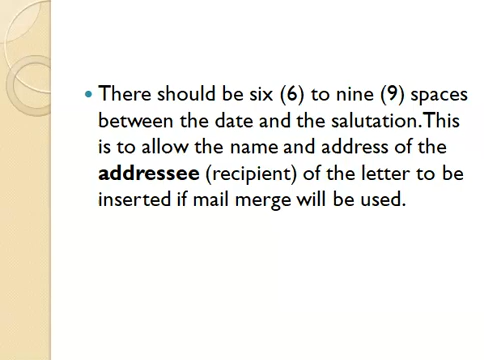 • There should be six (6) to nine (9) spaces
between the date and the salutation. This
is to allow the name and address of the
addressee (recipient) of the letter to be
inserted if mail merge will be used.